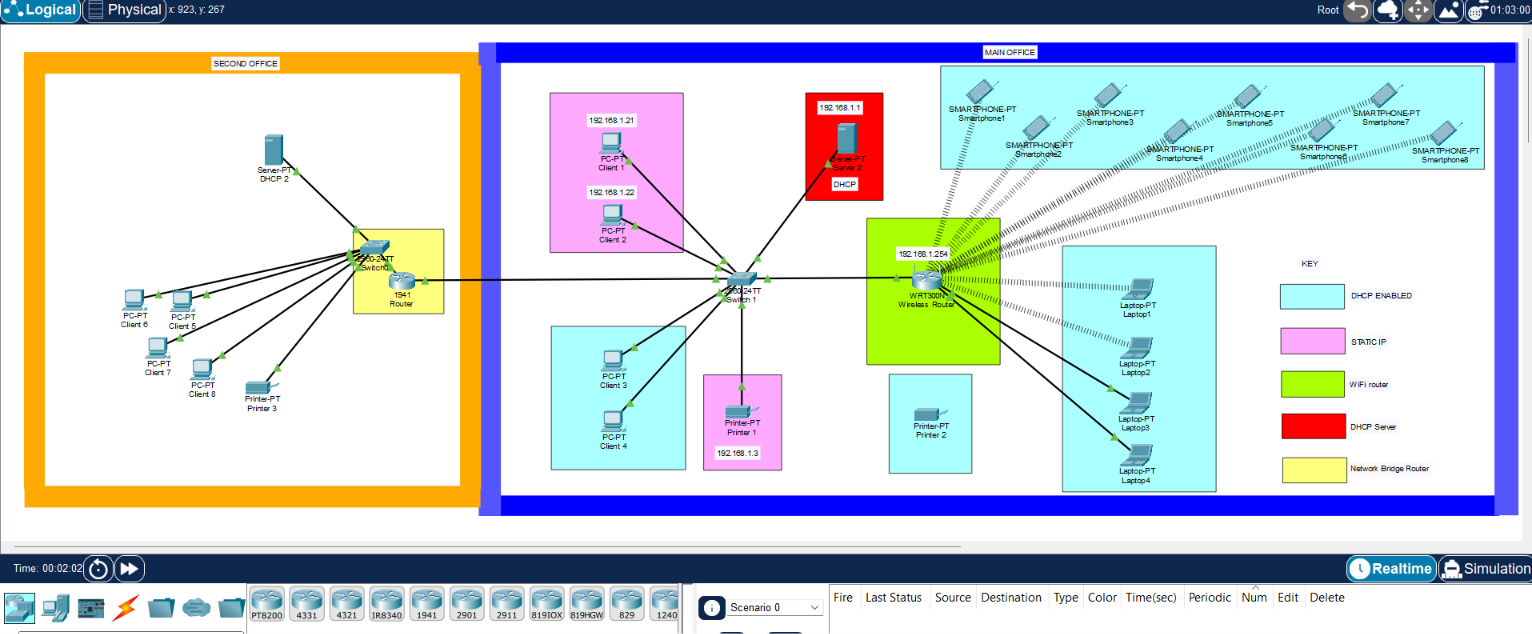 Logical
Physical
x: 923, y: 267
Root
01:03:00
SECOND OFFICE
MAIN OFFICE
Server-PT
DHCP 2
2960-24TT
Switch0
1941
Router
PC-PT
Client 6
PC-PT
Client 5
PC-PT
Client 7
PC-PT
Client 8
Printer-PT
Printer 3
192.168.1.21
PC-PT
Client 1
192.168.1.22
PC-PT
Client 2
192.168.1.1
Server-PT
Server 2
DHCP
2960-24TT
Switch 1
PC-PT
Client 3
PC-PT
Client 4
Printer-PT
Printer 1
192.168.1.3
192.168.1.254
WRT300N
Wireless Router
Printer-PT
Printer 2
SMARTPHONE-PT
Smartphone1
SMARTPHONE-PT
Smartphone2
SMARTPHONE-PT
Smartphone3
SMARTPHONE-PT
Smartphone4
SMARTPHONE-PT
Smartphone5
SMARTPHONE-PT
Smartphone6
SMARTPHONE-PT
Smartphone7
SMARTPHONE-PT
Smartphone8
Laptop-PT
Laptop1
Laptop-PT
Laptop2
Laptop-PT
Laptop3
Laptop-PT
Laptop4
KEY
DHCP ENABLED
STATIC IP
WiFi router
DHCP Server
Network Bridge Router
Time: 00:02:02
Realtime
Simulation
PT8200
4331
4321
IR8340
1941
2901
2911
819IOX
819HGW
829
1240
Scenario 0
Fire Last Status Source Destination Type Color Time(sec) Periodic Num Edit Delete